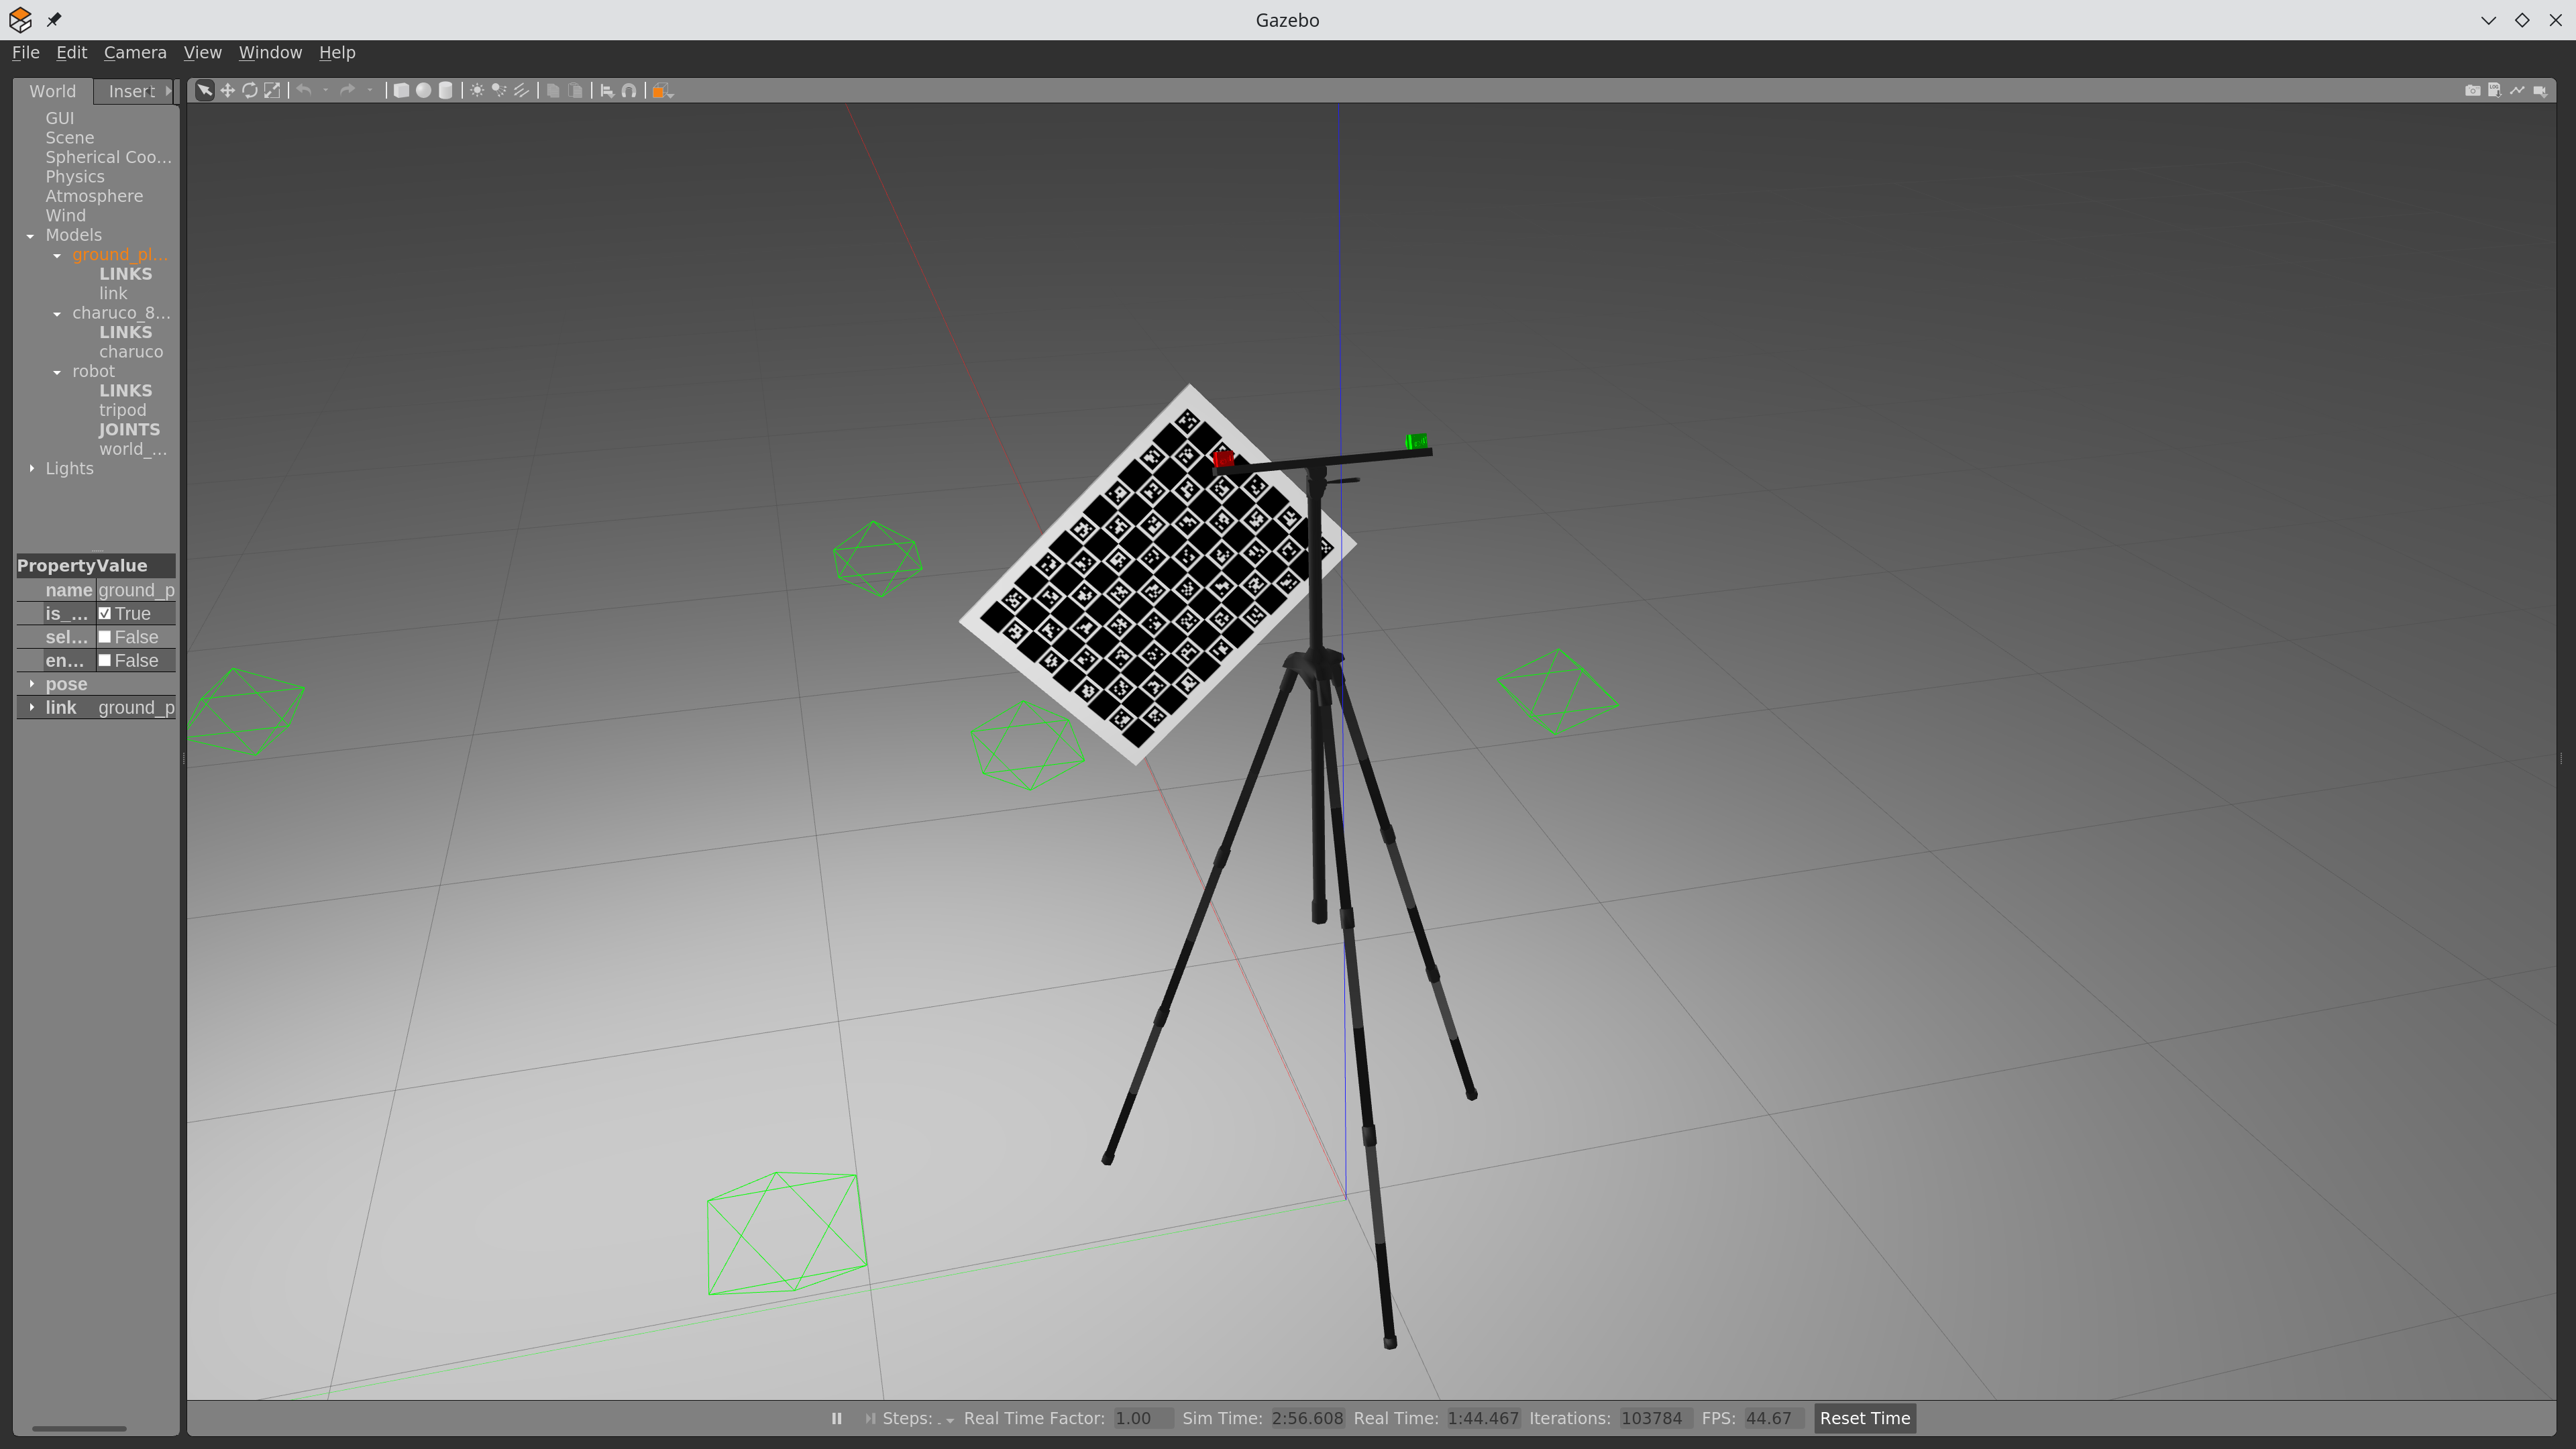 Gazebo
File Edit Camera View Window Help
World Insert
GUI
Scene
Spherical Coo...
Physics
Atmosphere
Wind
Models
ground_pl...
LINKS
link
charuco_8...
LINKS
charuco
robot
LINKS
tripod
JOINTS
world_...
Lights
Property Value
name ground_p
is_... True
sel... False
en... False
pose
link ground_p
Steps: Real Time Factor: 1.00 Sim Time: 2:56.608 Real Time: 1:44.467 Iterations: 103784 FPS: 44.67 Reset Time